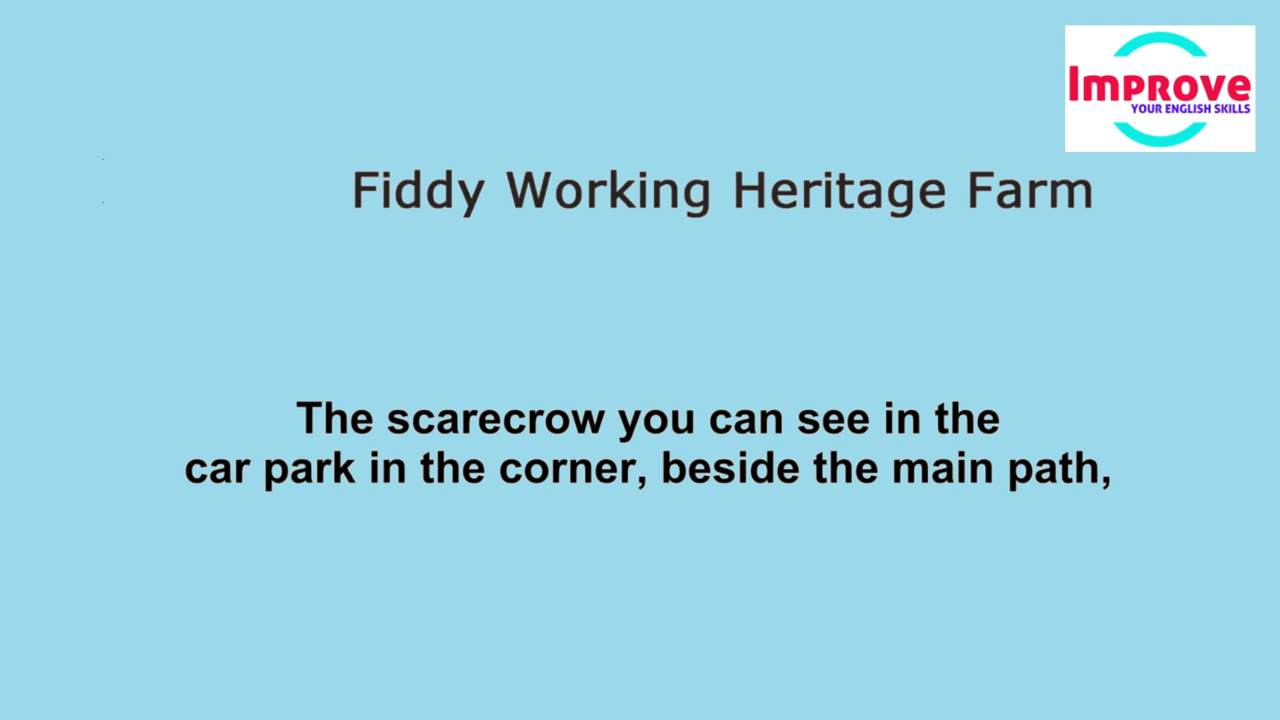 Improve
YOUR ENGLISH SKILLS
Fiddy Working Heritage Farm
The scarecrow you can see in the
car park in the corner, beside the main path,